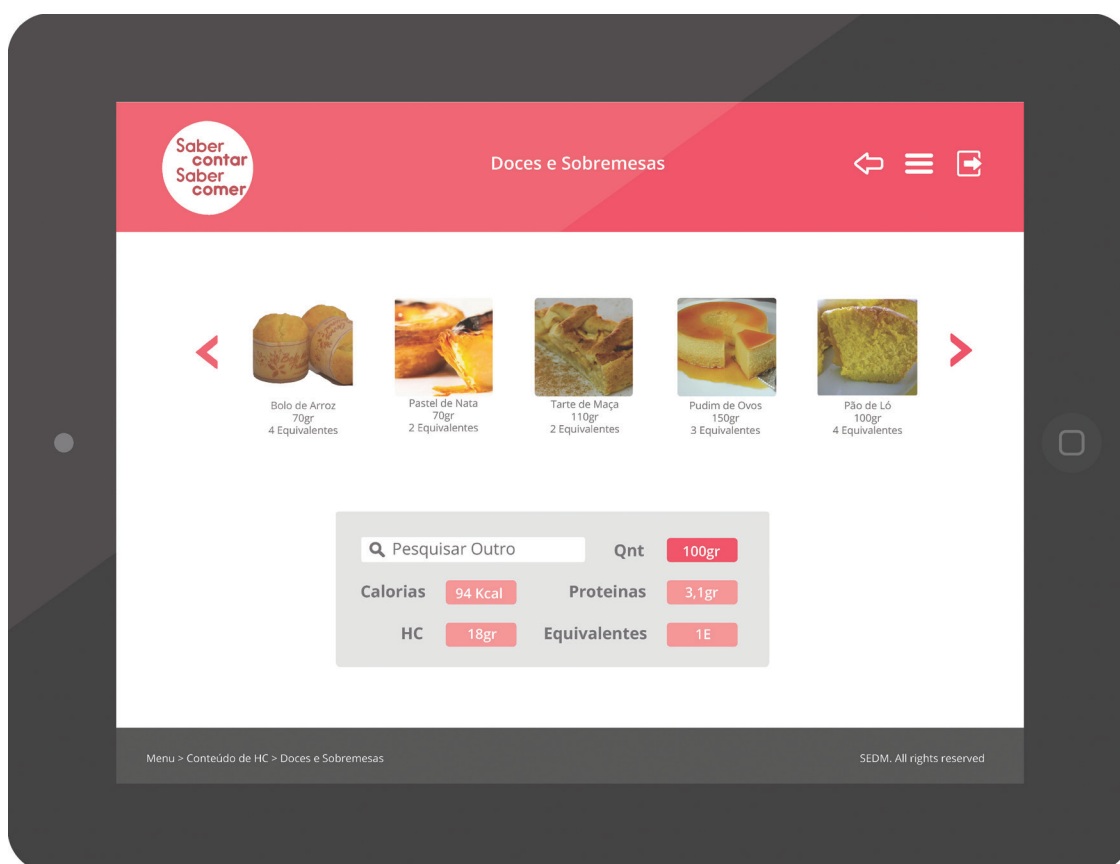 Saber
contar
Saber
comer
Doces e Sobremesas
Bolo de Arroz
70gr
4 Equivalentes
Pastel de Nata
70gr
2 Equivalentes
Tarte de Maça
110gr
2 Equivalentes
Pudim de Ovos
150gr
3 Equivalentes
Pão de Ló
100gr
4 Equivalentes
Pesquisar Outro Qnt 100gr
Calorias 94 Kcal Proteinas 3,1gr
HC 18gr Equivalentes 1E
Menu > Conteúdo de HC > Doces e Sobremesas SEDM. All rights reserved